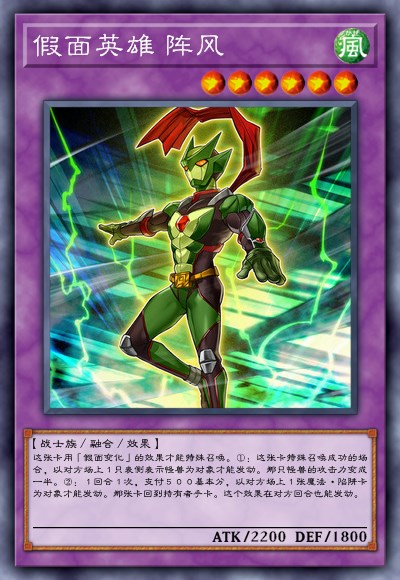 假面英雄 阵风
風
風
【战士族／融合／效果】
这张卡用「假面变化」的效果才能特殊召唤。①：这张卡特殊召唤成功的场
合，以对方场上１只表侧表示怪兽为对象才能发动。那只怪兽的攻击力变成
一半。②：１回合１次，支付５００基本分，以对方场上１张魔法·陷阱卡
为对象才能发动。那张卡回到持有者手卡。这个效果在对方回合也能发动。
ATK/2200 DEF/1800